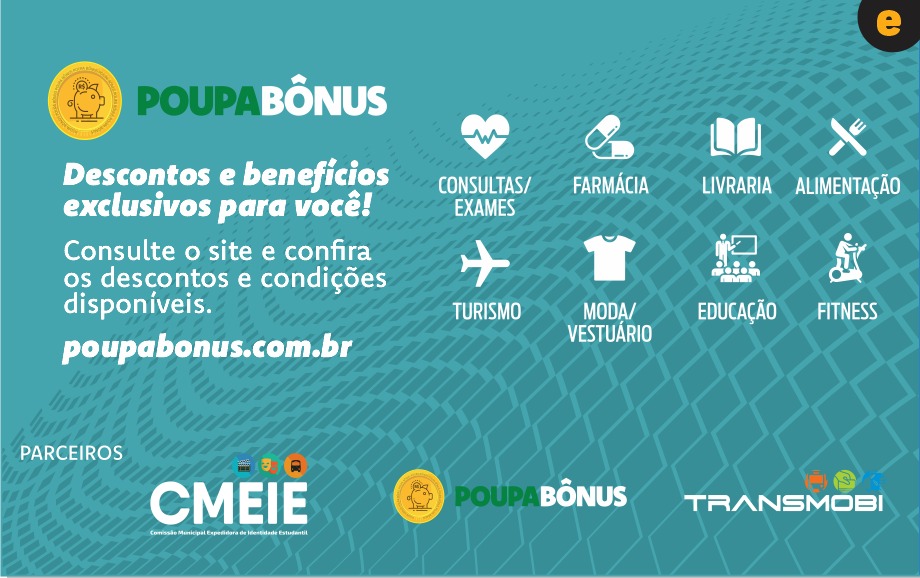 e
POUPABÔNUS
Descontos e benefícios
exclusivos para você!
Consulte o site e confira
os descontos e condições
disponíveis.
poupabonus.com.br
CONSULTAS/
EXAMES
FARMÁCIA
LIVRARIA
ALIMENTAÇÃO
TURISMO
MODA/
VESTUÁRIO
EDUCAÇÃO
FITNESS
PARCEIROS
CMEIE
Comissão Municipal Expedidora de Identidade Estudantil
POUPABÔNUS
TRANSMOBI